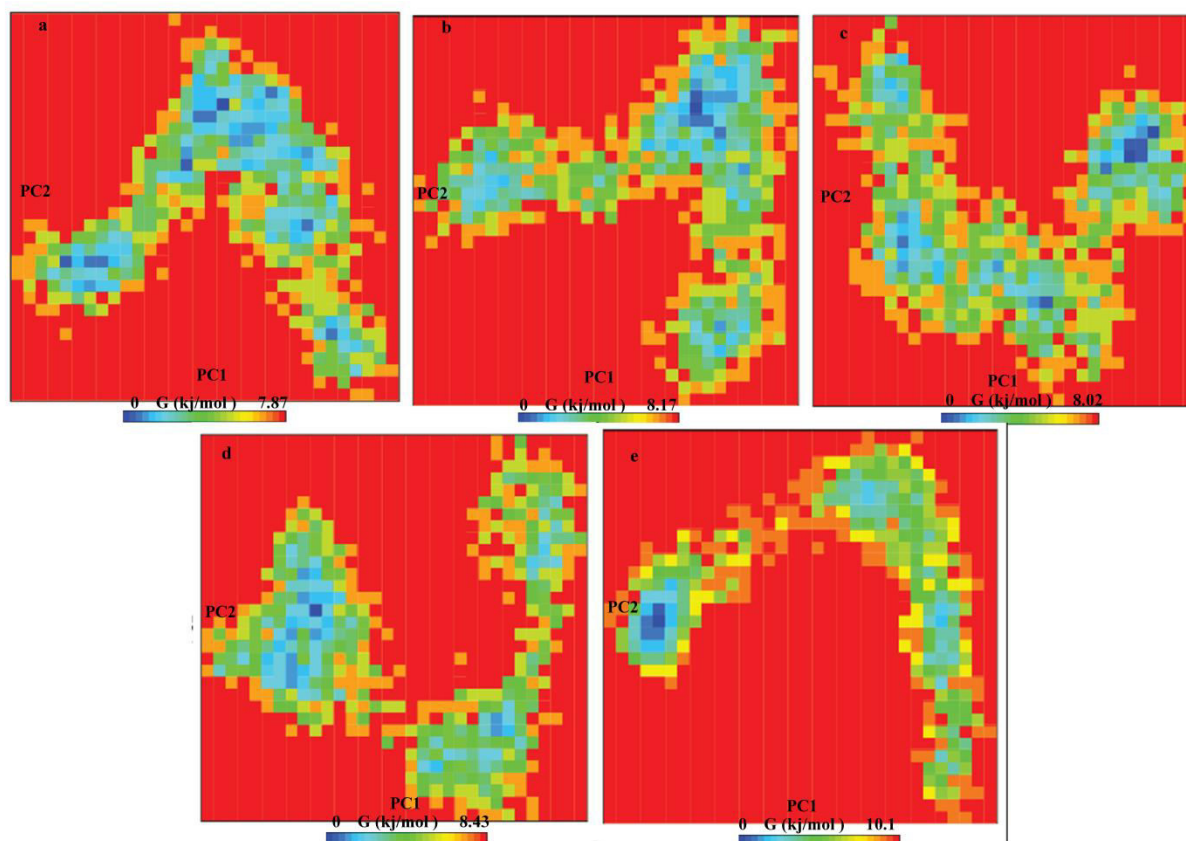 a
PC2
PC1
0 G (kj/mol ) 7.87
b
PC2
PC1
0 G (kj/mol ) 8.17
c
PC2
PC1
0 G (kj/mol ) 8.02
d
PC2
PC1
0 G (kj/mol ) 8.43
e
PC2
PC1
0 G (kj/mol ) 10.1